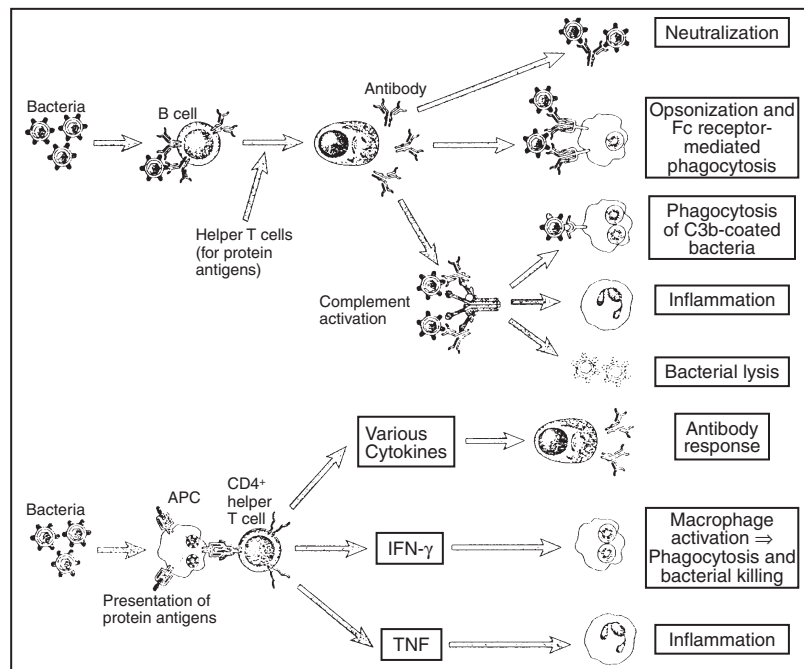 Neutralization
Antibody
Bacteria
B cell
Opsonization and
Fc receptor-
mediated
phagocytosis
Helper T cells
(for protein
antigens)
Phagocytosis
of C3b-coated
bacteria
Complement
activation
Inflammation
Bacterial lysis
Various
Cytokines
Antibody
response
Bacteria
APC
CD4+
helper
T cell
IFN-γ
Macrophage
activation ⇒
Phagocytosis and
bacterial killing
Presentation of
protein antigens
TNF
Inflammation